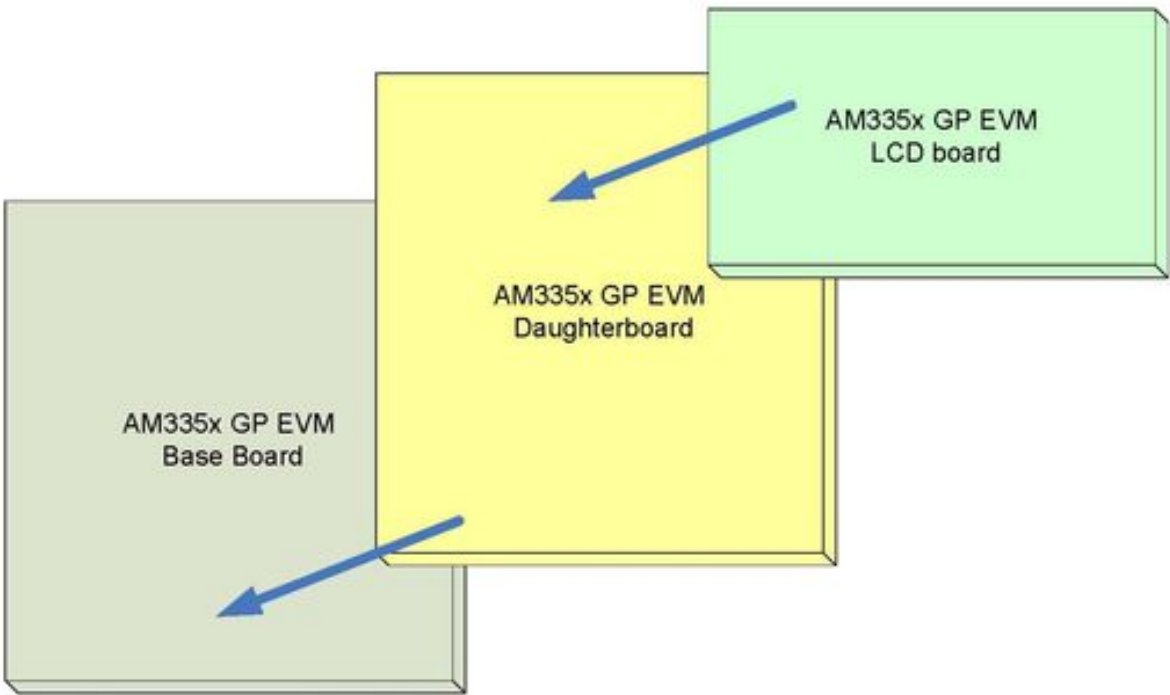 AM335x GP EVM
LCD board
AM335x GP EVM
Daughterboard
AM335x GP EVM
Base Board